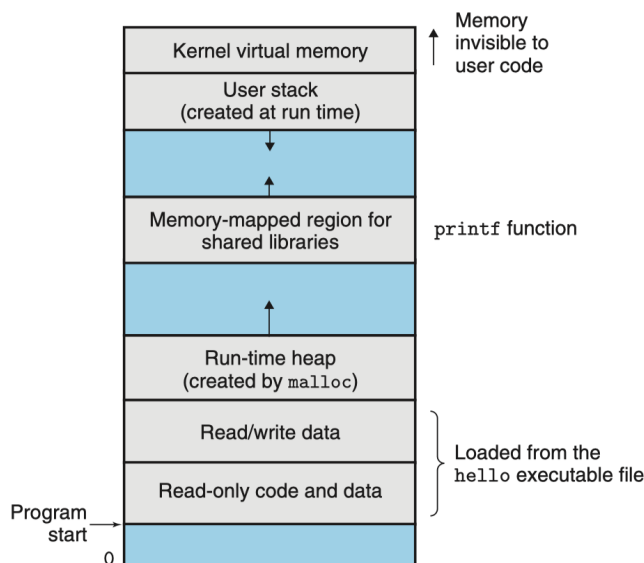 Memory
invisible to
user code
Kernel virtual memory
User stack
(created at run time)
Memory-mapped region for
shared libraries
printf function
Run-time heap
(created by malloc)
Read/write data
Loaded from the
hello executable file
Read-only code and data
Program
start
0